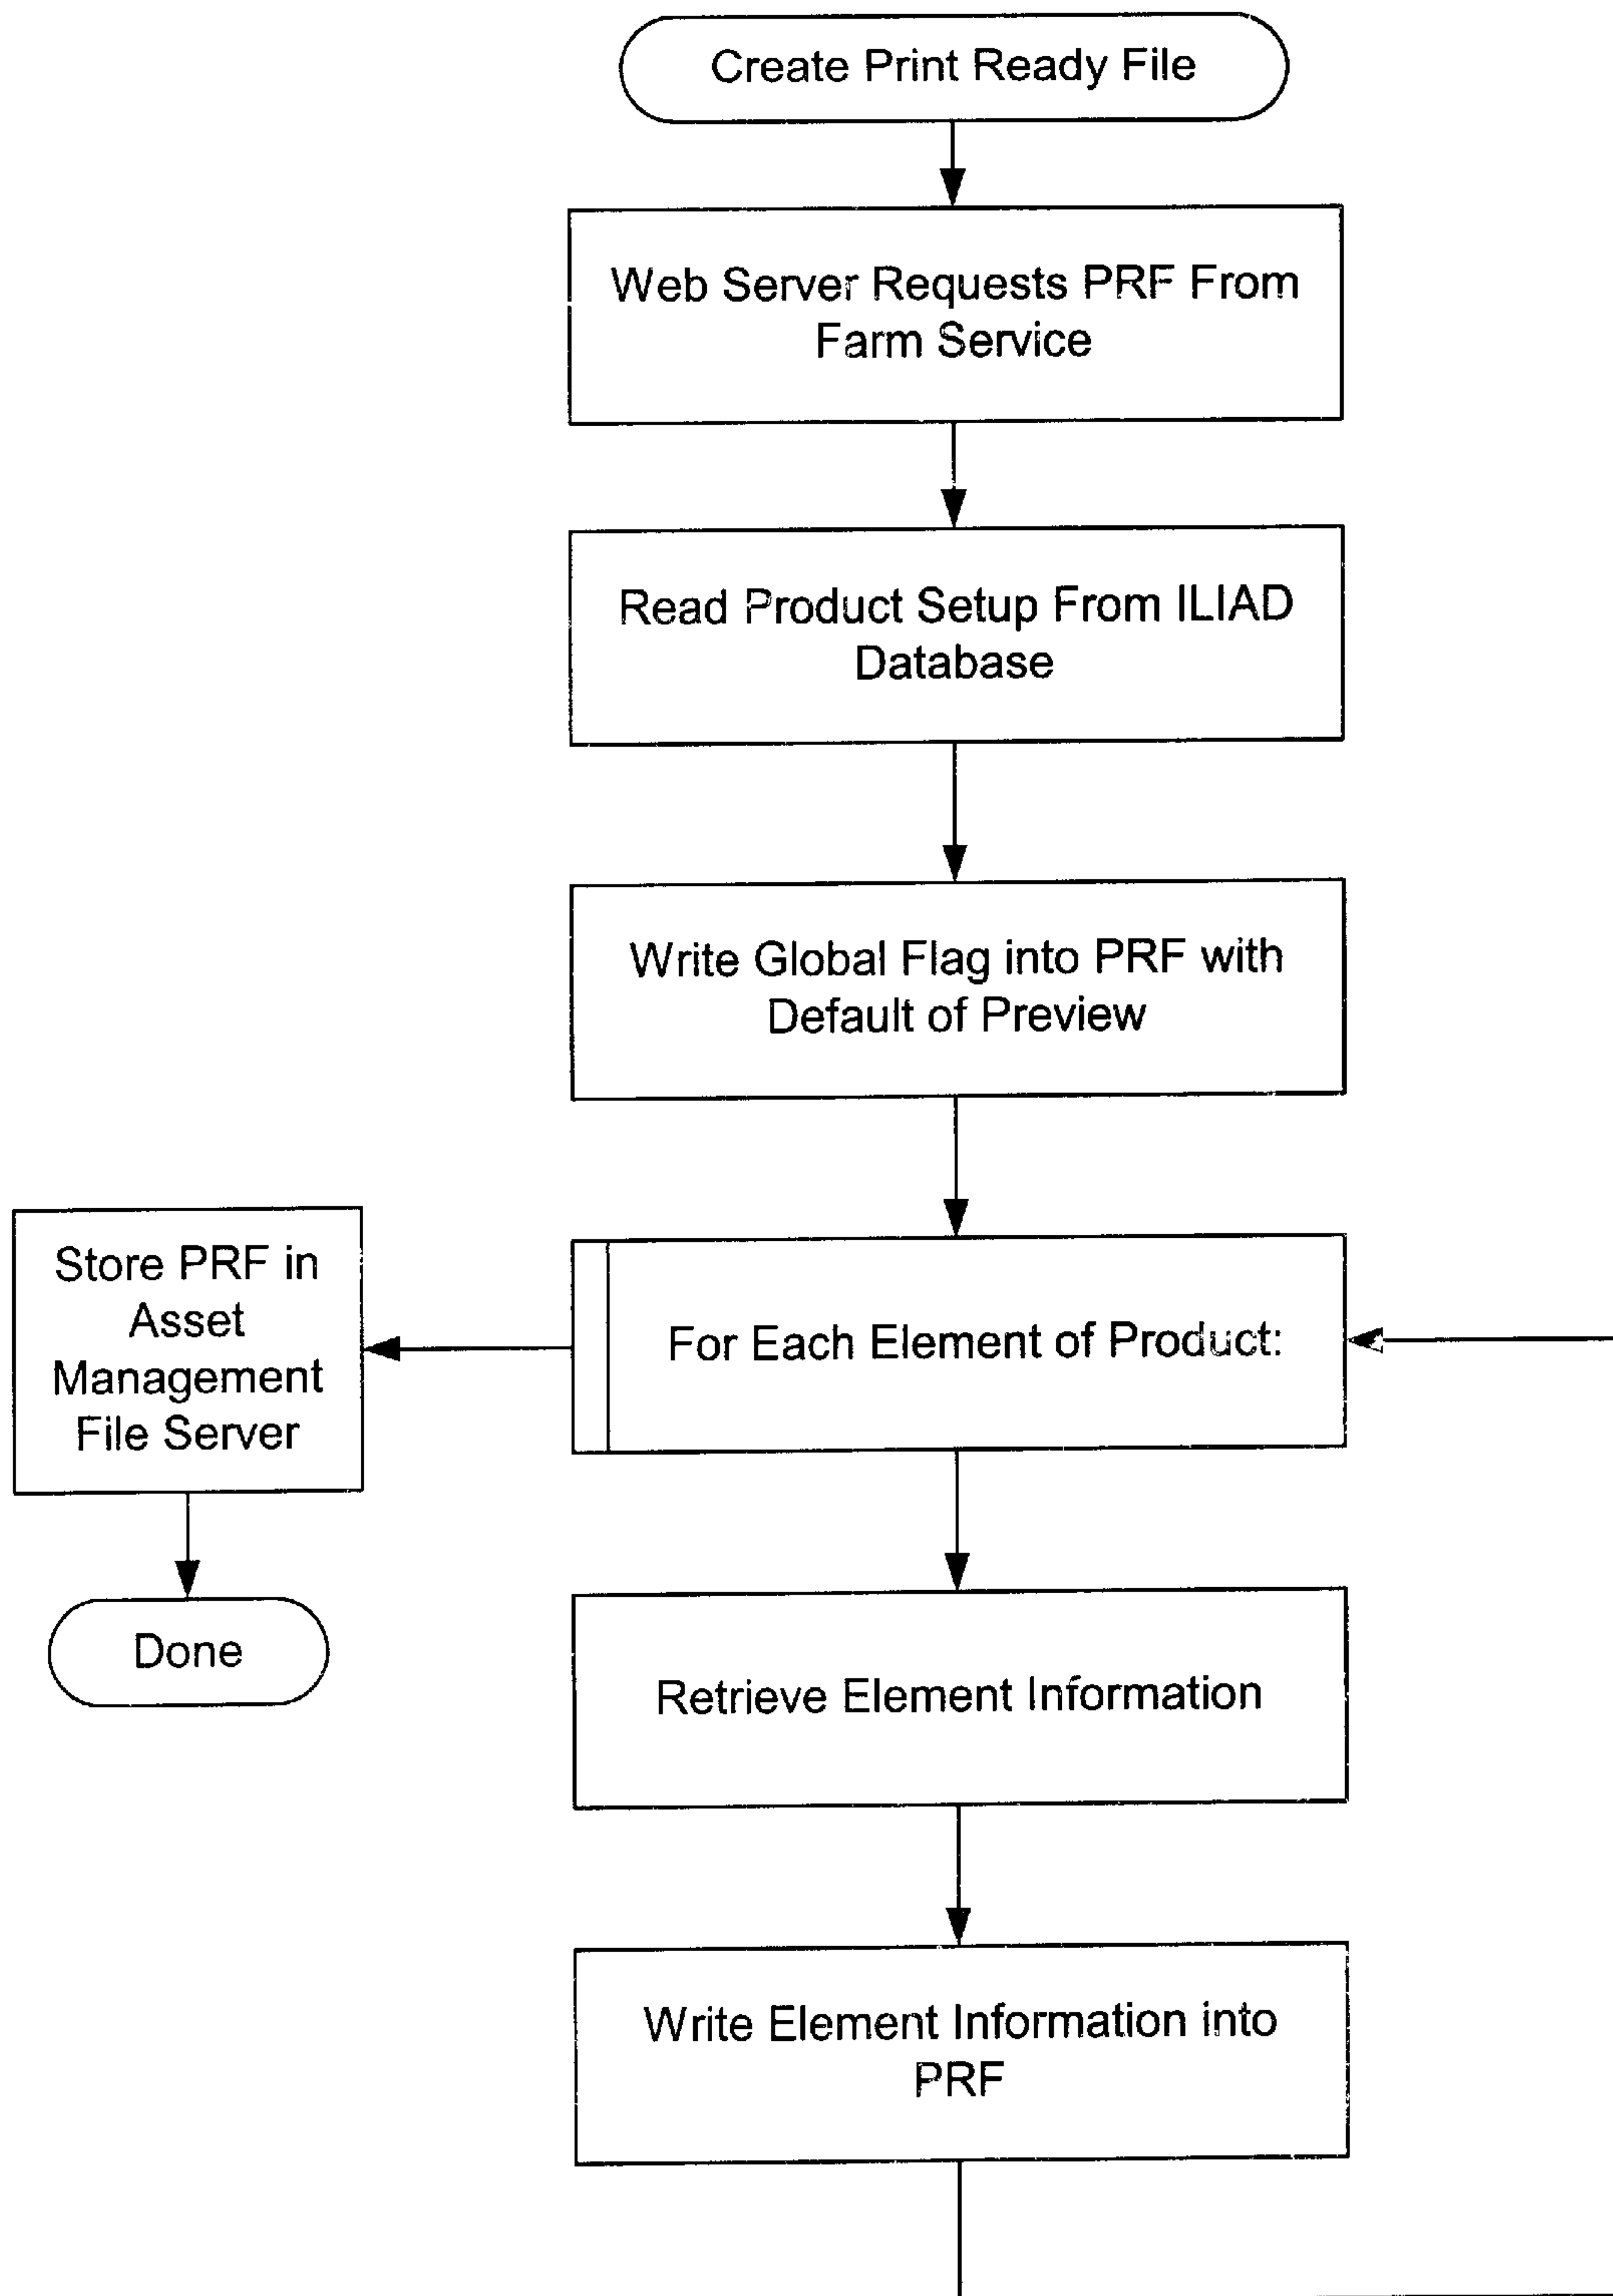 Create Print Ready File
Web Server Requests PRF From
Farm Service
Read Product Setup From ILIAD
Database
Write Global Flag into PRF with
Default of Preview
Store PRF in
Asset
Management
File Server
For Each Element of Product:
Done
Retrieve Element Information
Write Element Information into
PRF